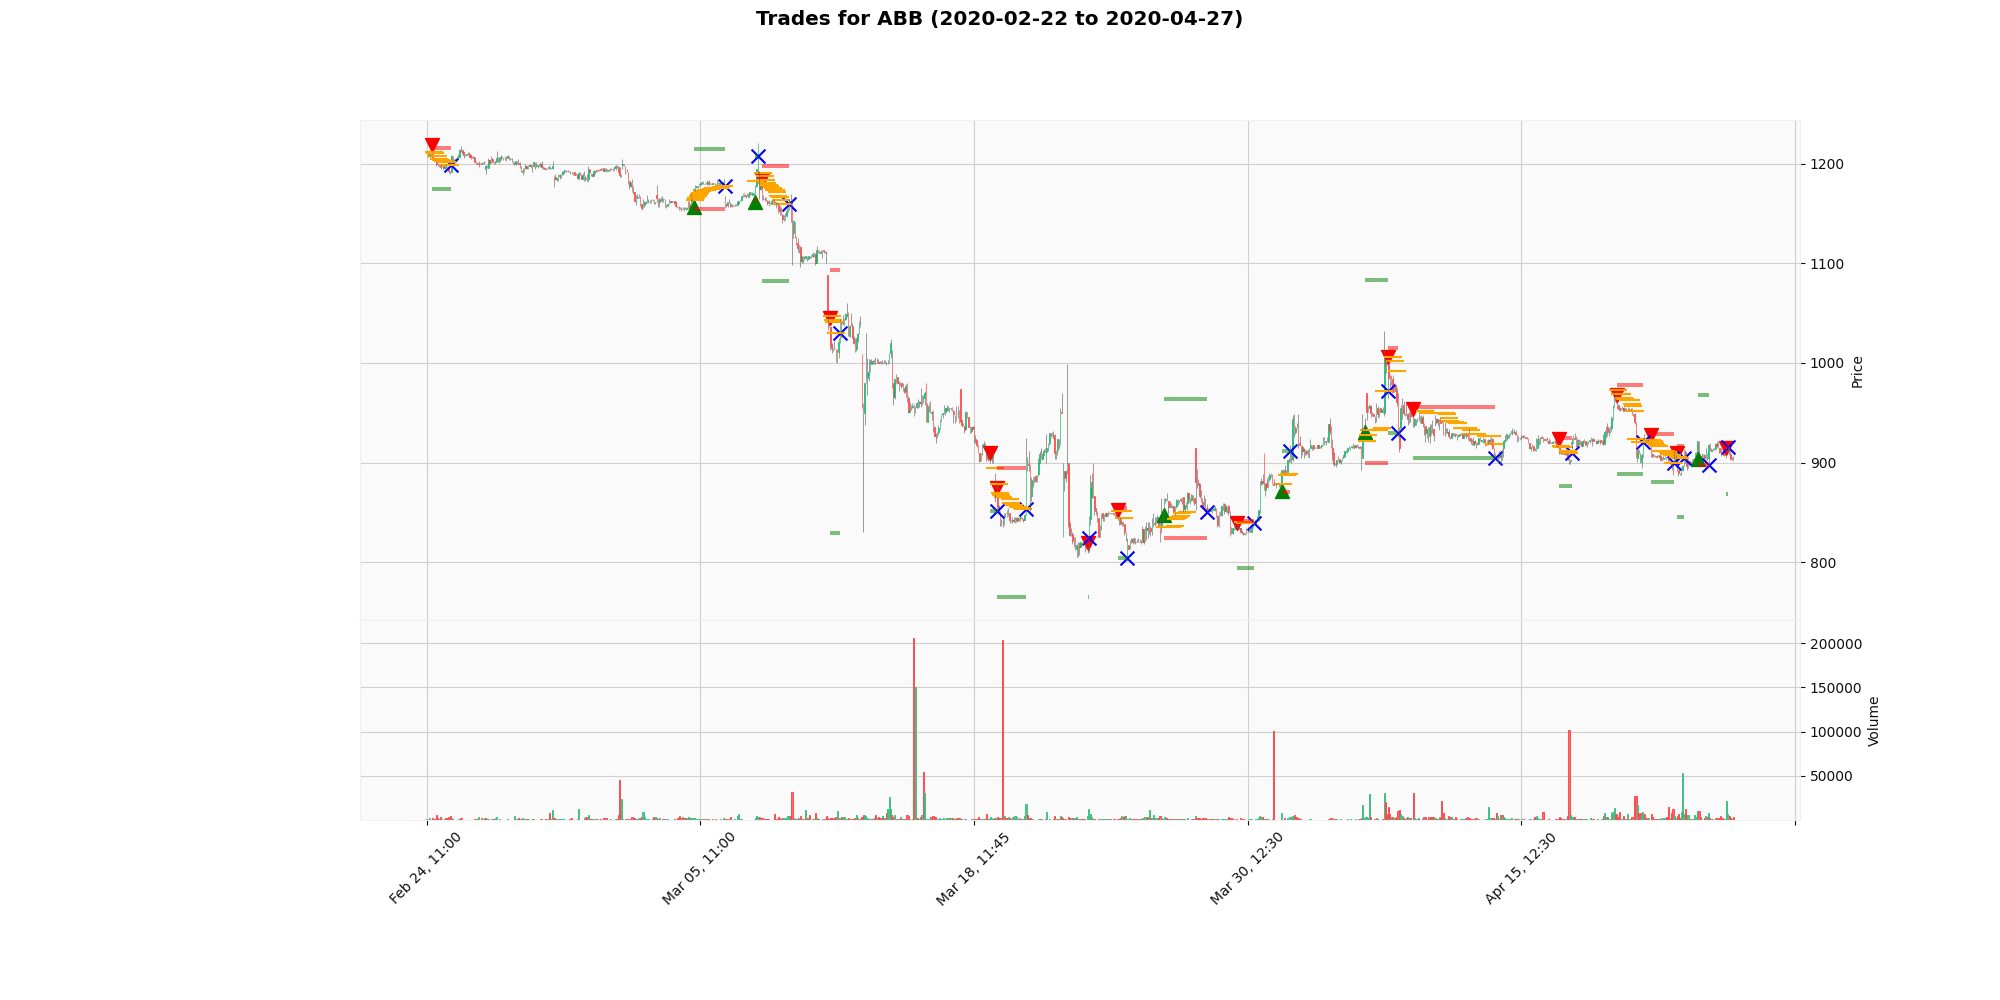 Trades for ABB (2020-02-22 to 2020-04-27)
1200
1100
1000
900
800
Price
200000
150000
100000
50000
Volume
Feb 24, 11:00
Mar 05, 11:00
Mar 18, 11:45
Mar 30, 12:30
Apr 15, 12:30